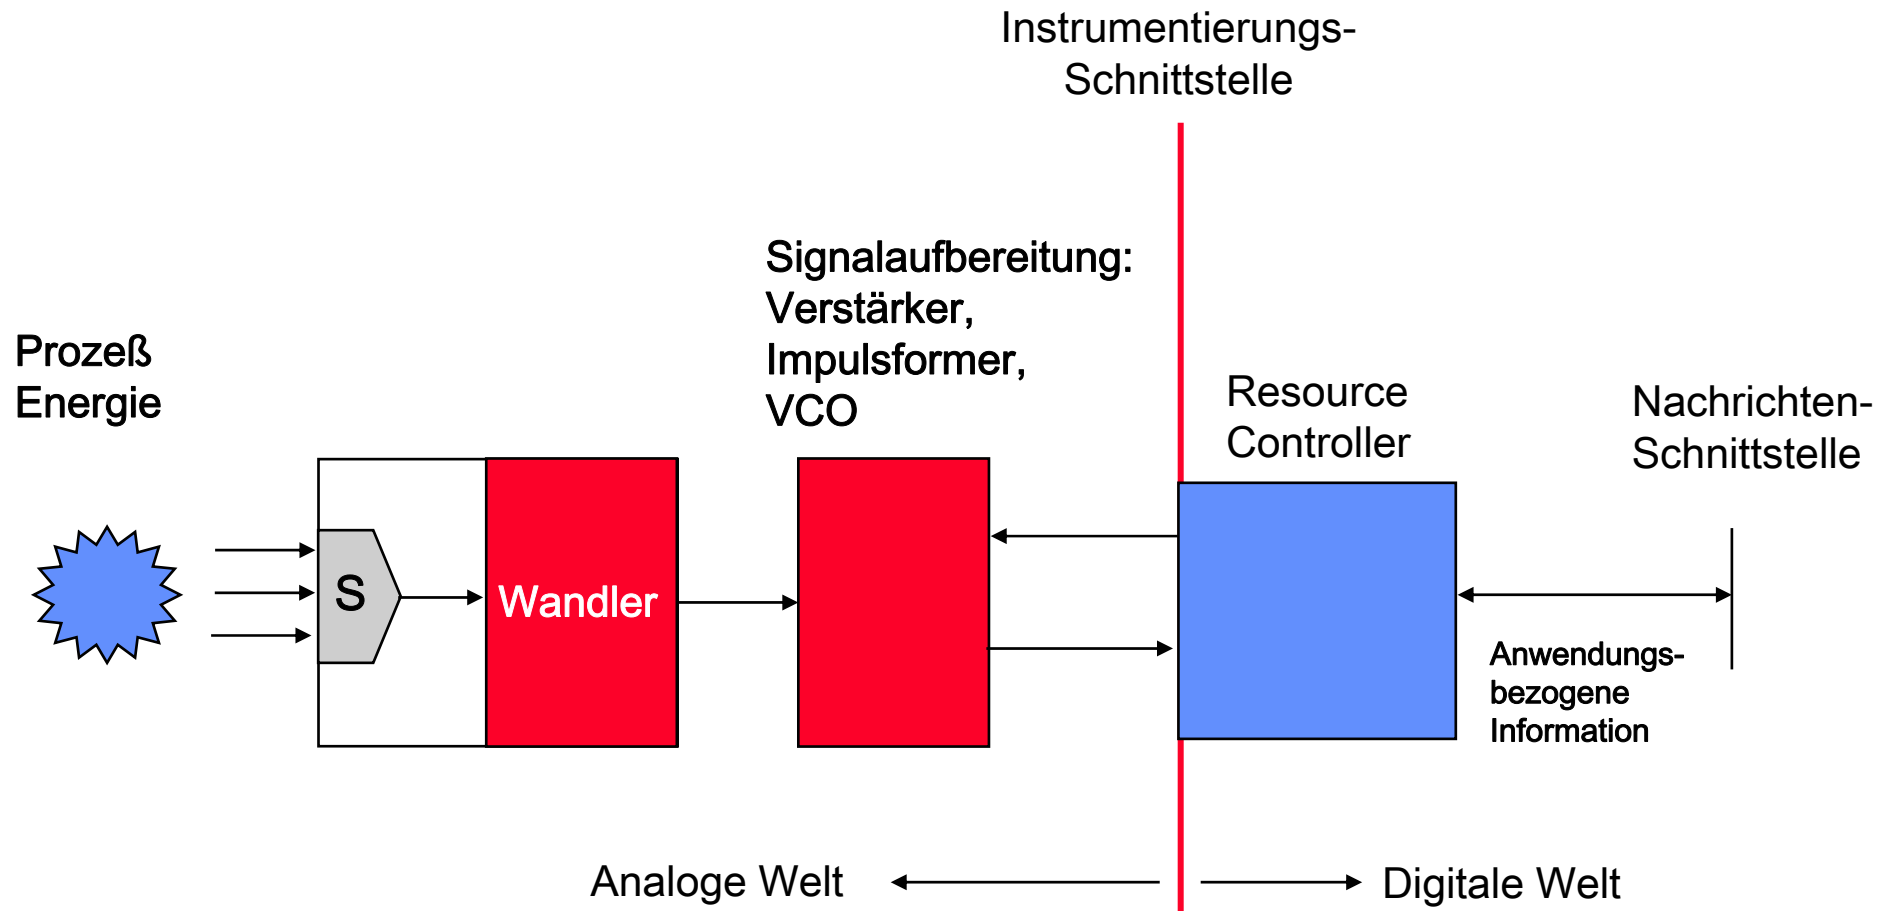 Instrumentierungs-
Schnittstelle
Signalaufbereitung:
Verstärker,
Impulsformer,
VCO
Prozeß
Energie
Resource
Controller
Nachrichten-
Schnittstelle
S
Wandler
Anwendungs-
bezogene
Information
Analoge Welt
Digitale Welt